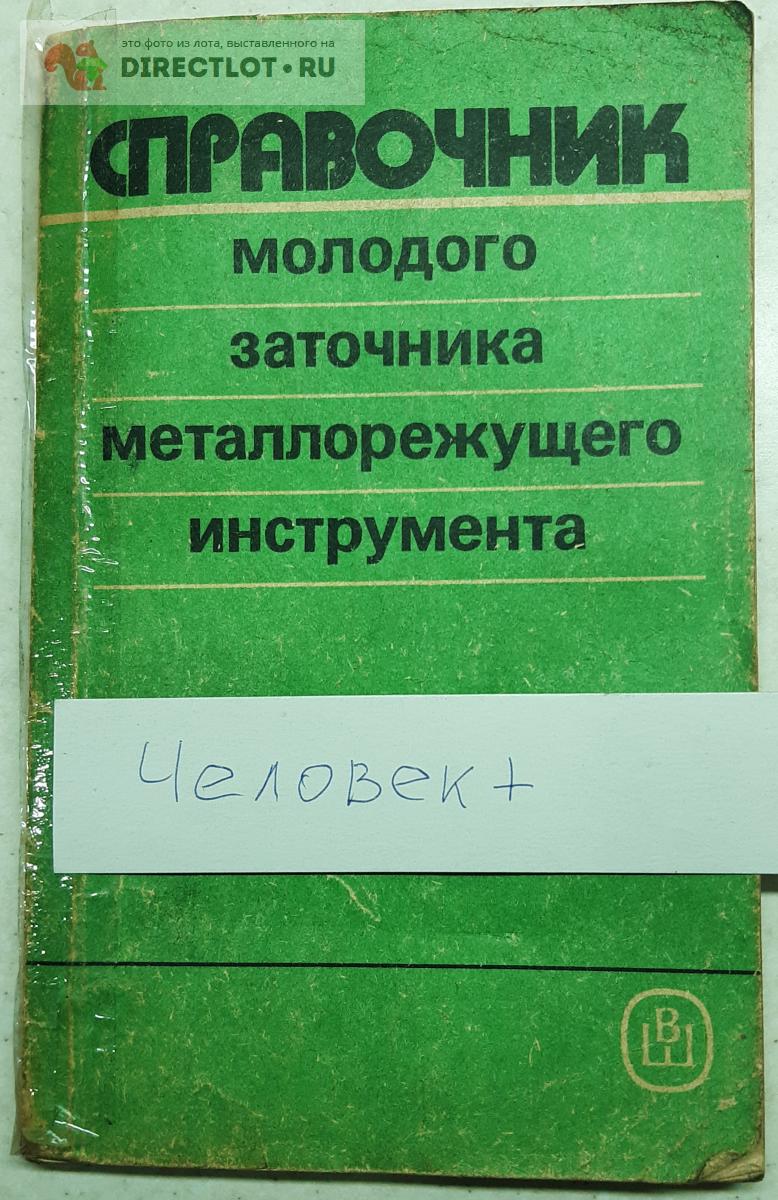 это фото из лота, выставленного на
DIRECTLOT•RU
СПРАВОЧНИК
молодого
заточника
металлорежущего
инструмента
Человек+
ВШ